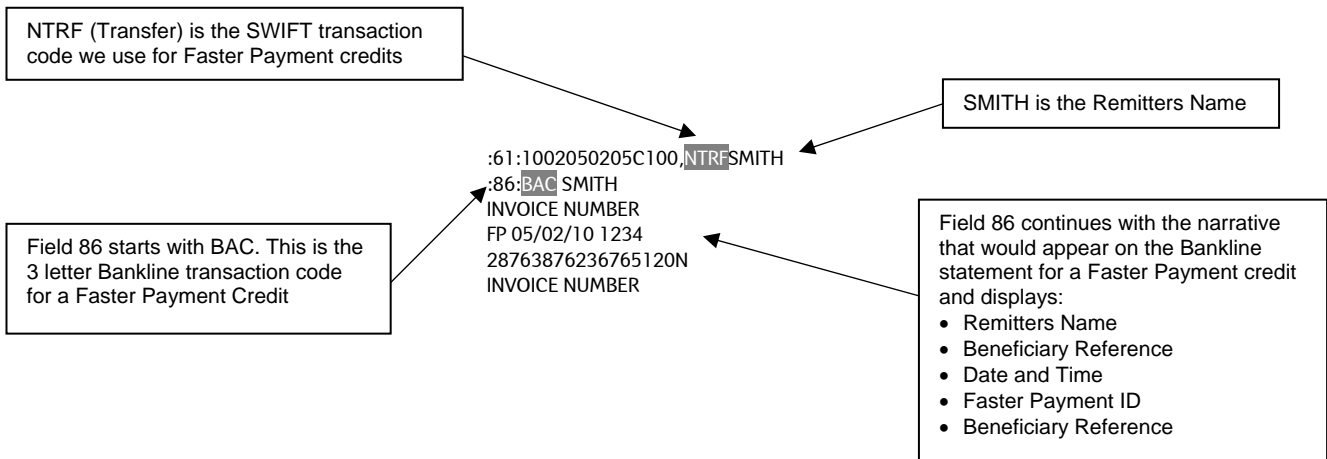 NTRF (Transfer) is the SWIFT transaction
code we use for Faster Payment credits
SMITH is the Remitters Name
:61:1002050205C100,NTRFSMITH
:86:BAC SMITH
INVOICE NUMBER
FP 05/02/10 1234
28763876236765120N
INVOICE NUMBER
Field 86 starts with BAC. This is the
3 letter Bankline transaction code
for a Faster Payment Credit
Field 86 continues with the narrative
that would appear on the Bankline
statement for a Faster Payment credit
and displays:
• Remitters Name
• Beneficiary Reference
• Date and Time
• Faster Payment ID
• Beneficiary Reference